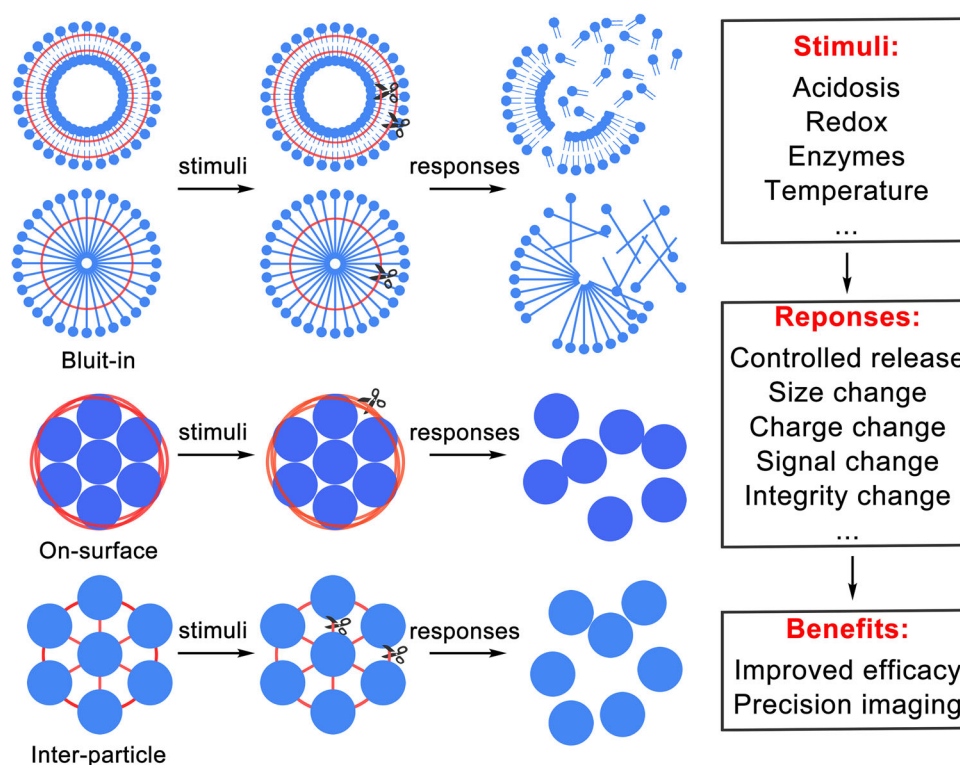 stimuli
responses
Bluit-in
stimuli
responses
On-surface
stimuli
responses
Inter-particle
Stimuli:
Acidosis
Redox
Enzymes
Temperature
...
Reponses:
Controlled release
Size change
Charge change
Signal change
Integrity change
...
Benefits:
Improved efficacy
Precision imaging